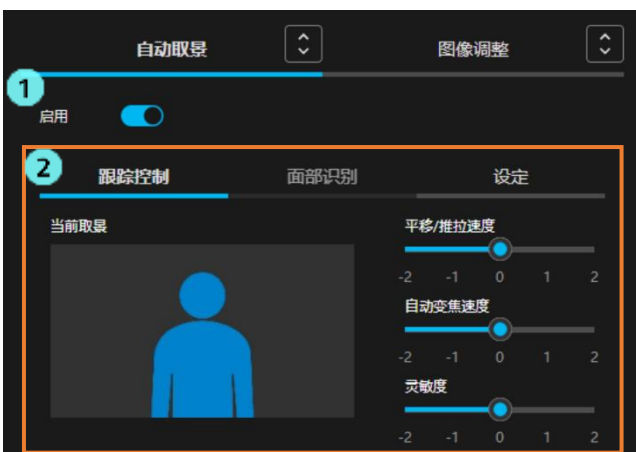 自动取景 图像调整
1
启用
2
跟踪控制 面部识别 设定
当前取景
平移/推拉速度
-2 -1 0 1 2
自动变焦速度
-2 -1 0 1 2
灵敏度
-2 -1 0 1 2